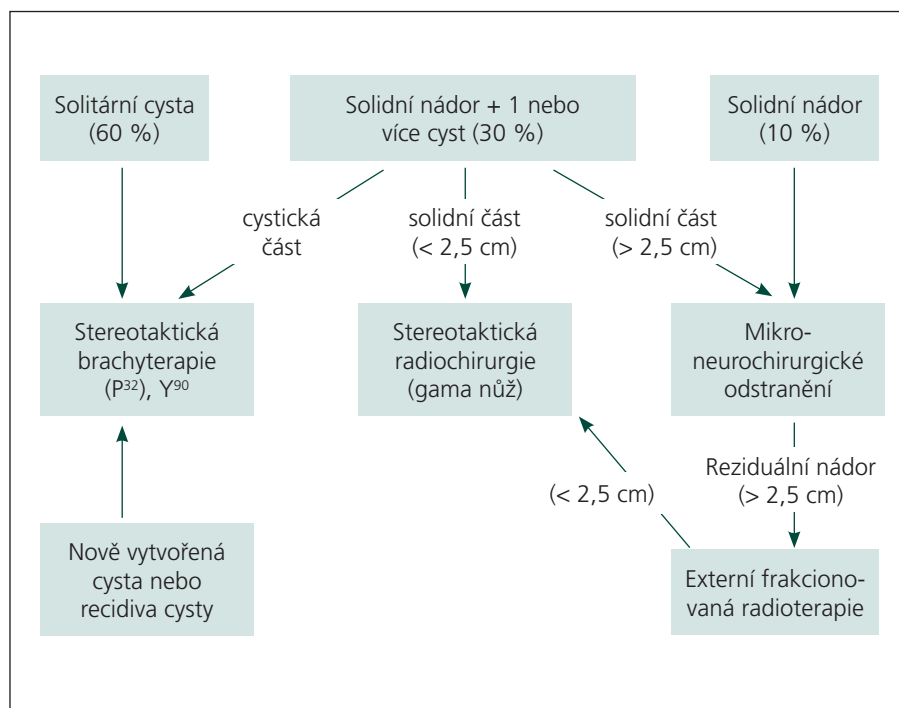 Solitární cysta
(60 %)
Solidní nádor + 1 nebo
více cyst (30 %)
Solidní nádor
(10 %)
cystická
část
solidní část
(< 2,5 cm)
solidní část
(> 2,5 cm)
Stereotaktická
brachyterapie
(P³²), Y⁹⁰
Stereotaktická
radiochirurgie
(gama nůž)
Mikro-
neurochirurgické
odstranění
(< 2,5 cm)
Reziduální nádor
(> 2,5 cm)
Nově vytvořená
cysta nebo
recidiva cysty
Externí frakciono-
vaná radioterapie